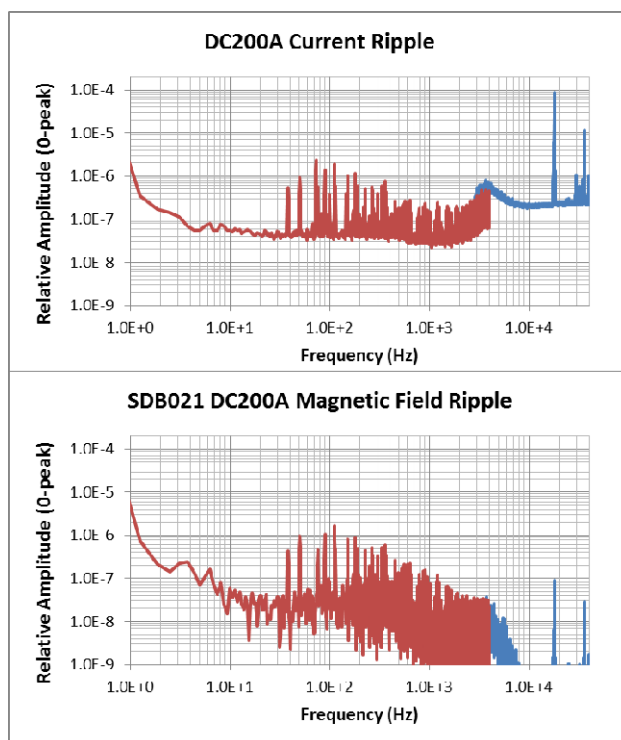 DC200A Current Ripple
Relative Amplitude (0-peak)
1.0E-4
1.0E-5
1.0E-6
1.0E-7
1.0E-8
1.0E-9
1.0E+0 1.0E+1 1.0E+2 1.0E+3 1.0E+4
Frequency (Hz)
SDB021 DC200A Magnetic Field Ripple
Relative Amplitude (0-peak)
1.0E-4
1.0E-5
1.0E-6
1.0E-7
1.0E-8
1.0E-9
1.0E+0 1.0E+1 1.0E+2 1.0E+3 1.0E+4
Frequency (Hz)